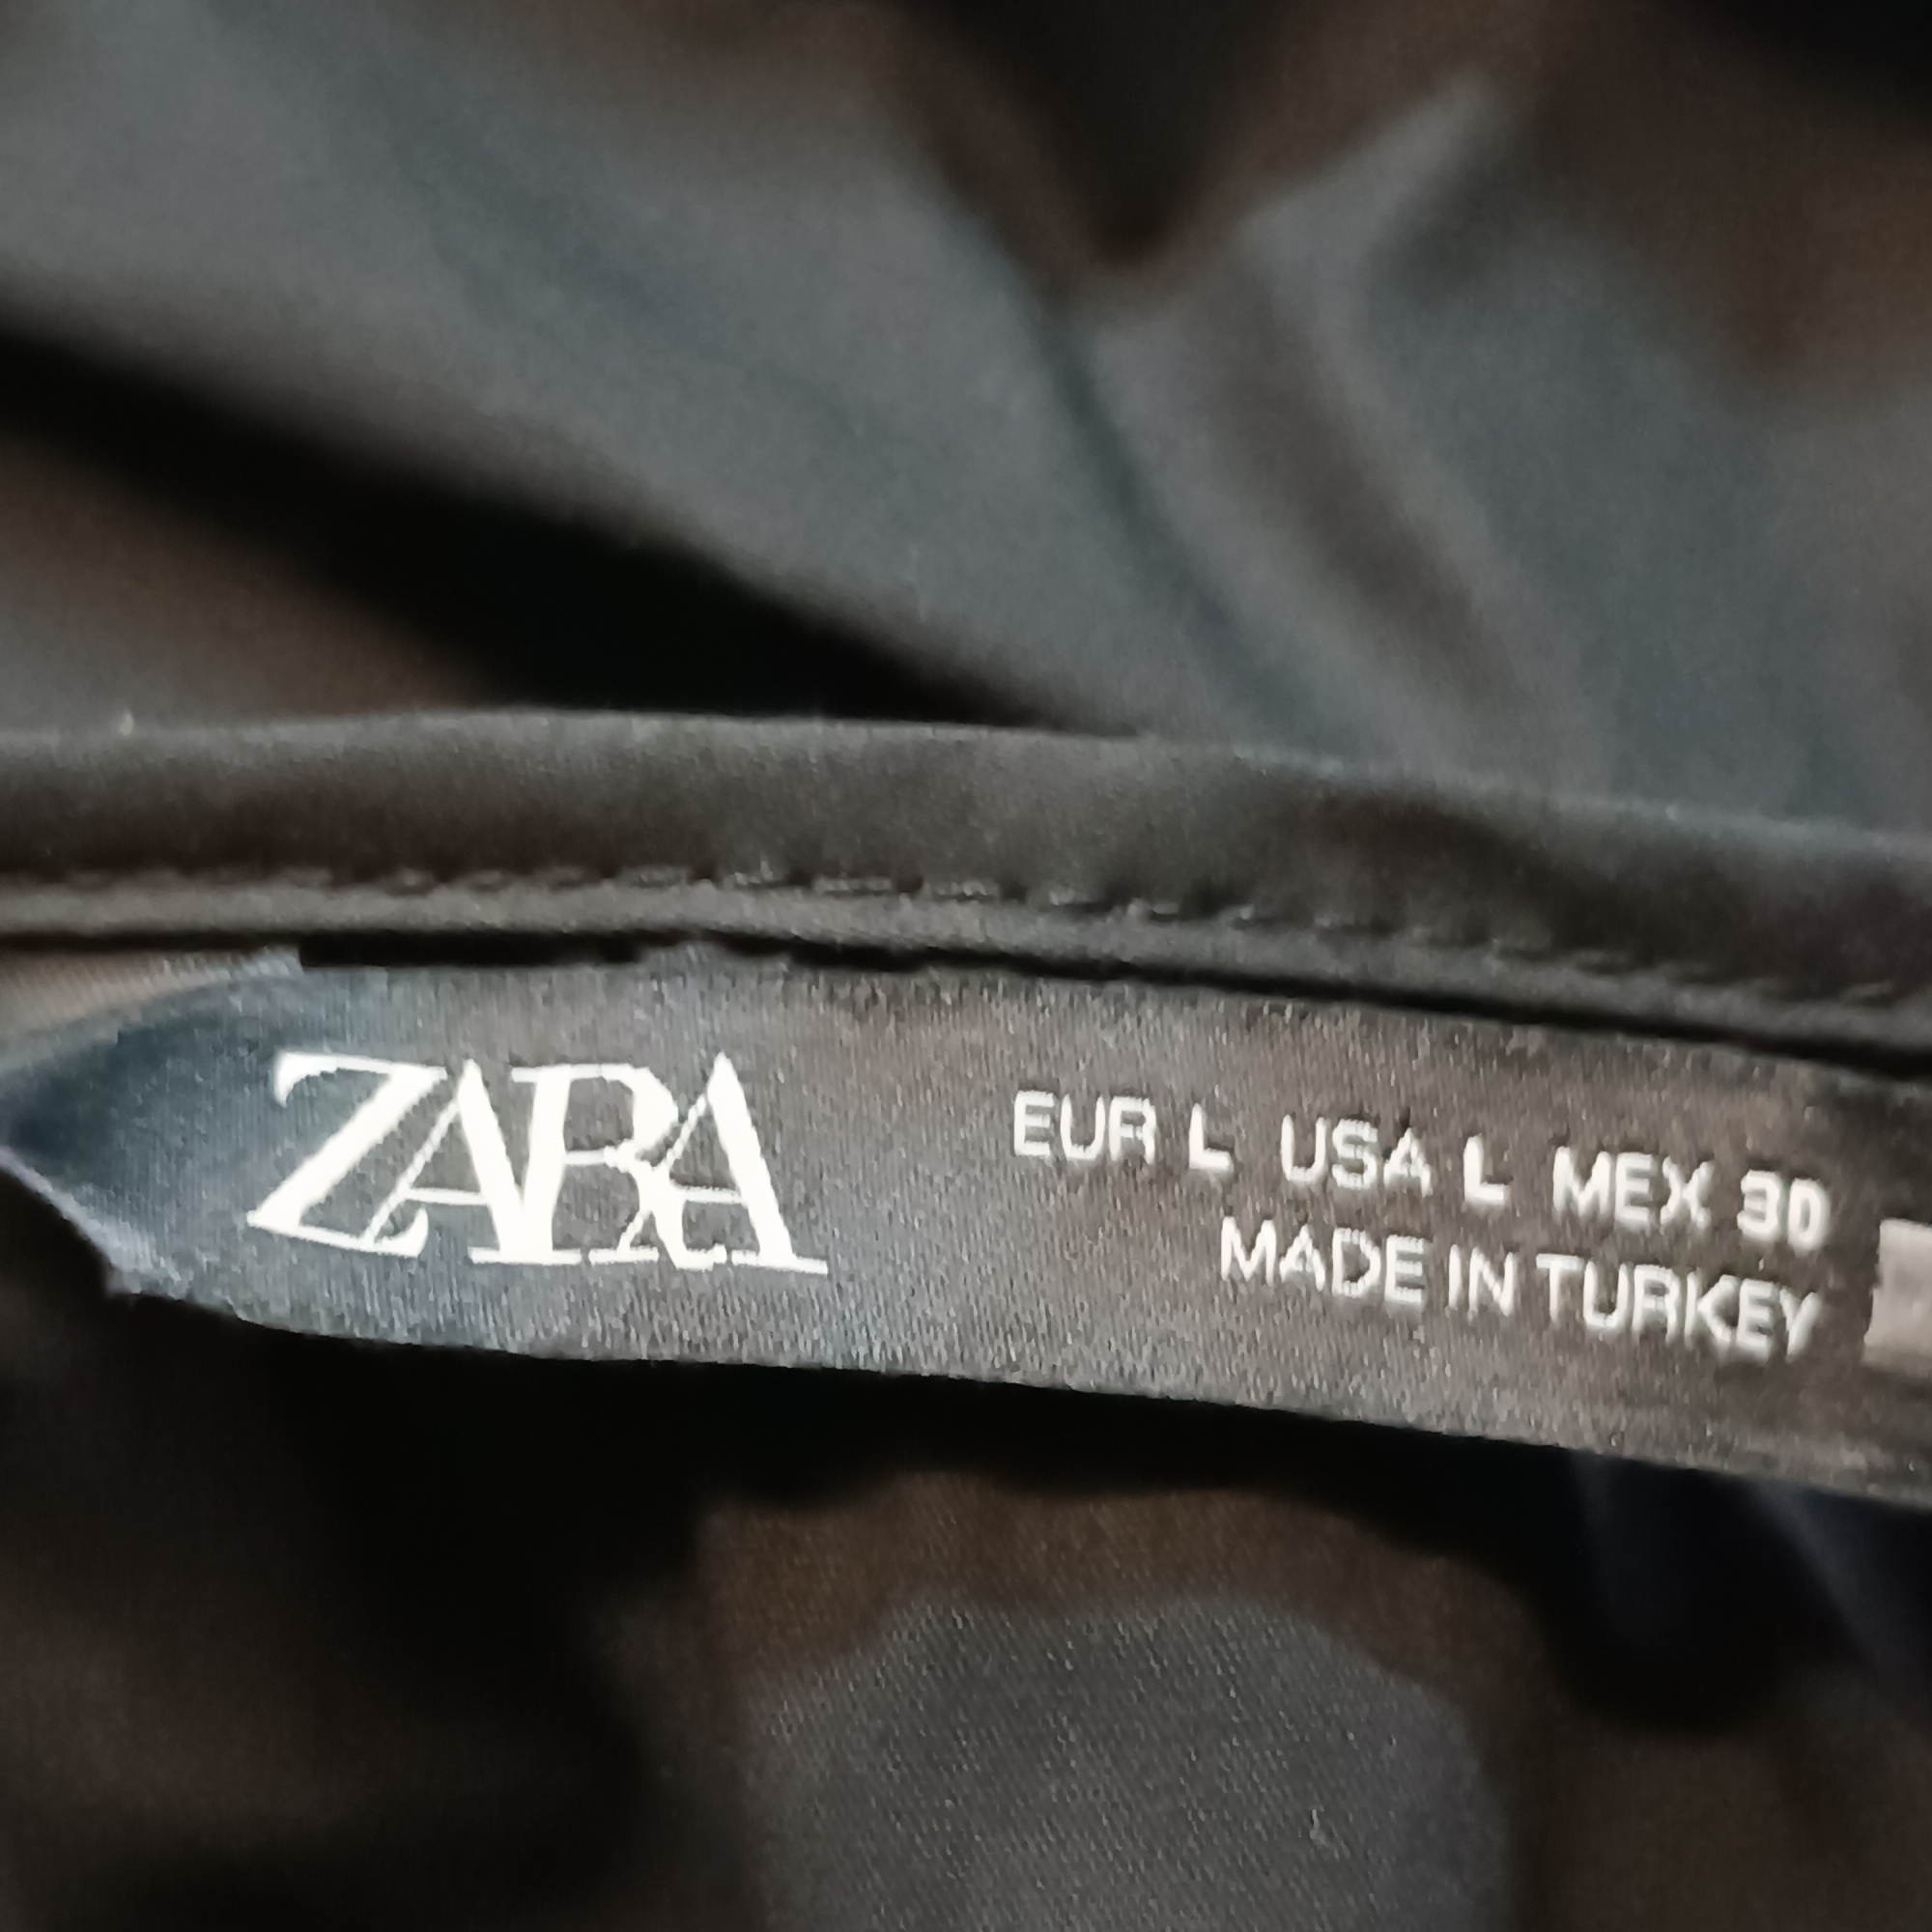 ZARA
EUR L USA L MEX 30
MADE IN TURKEY